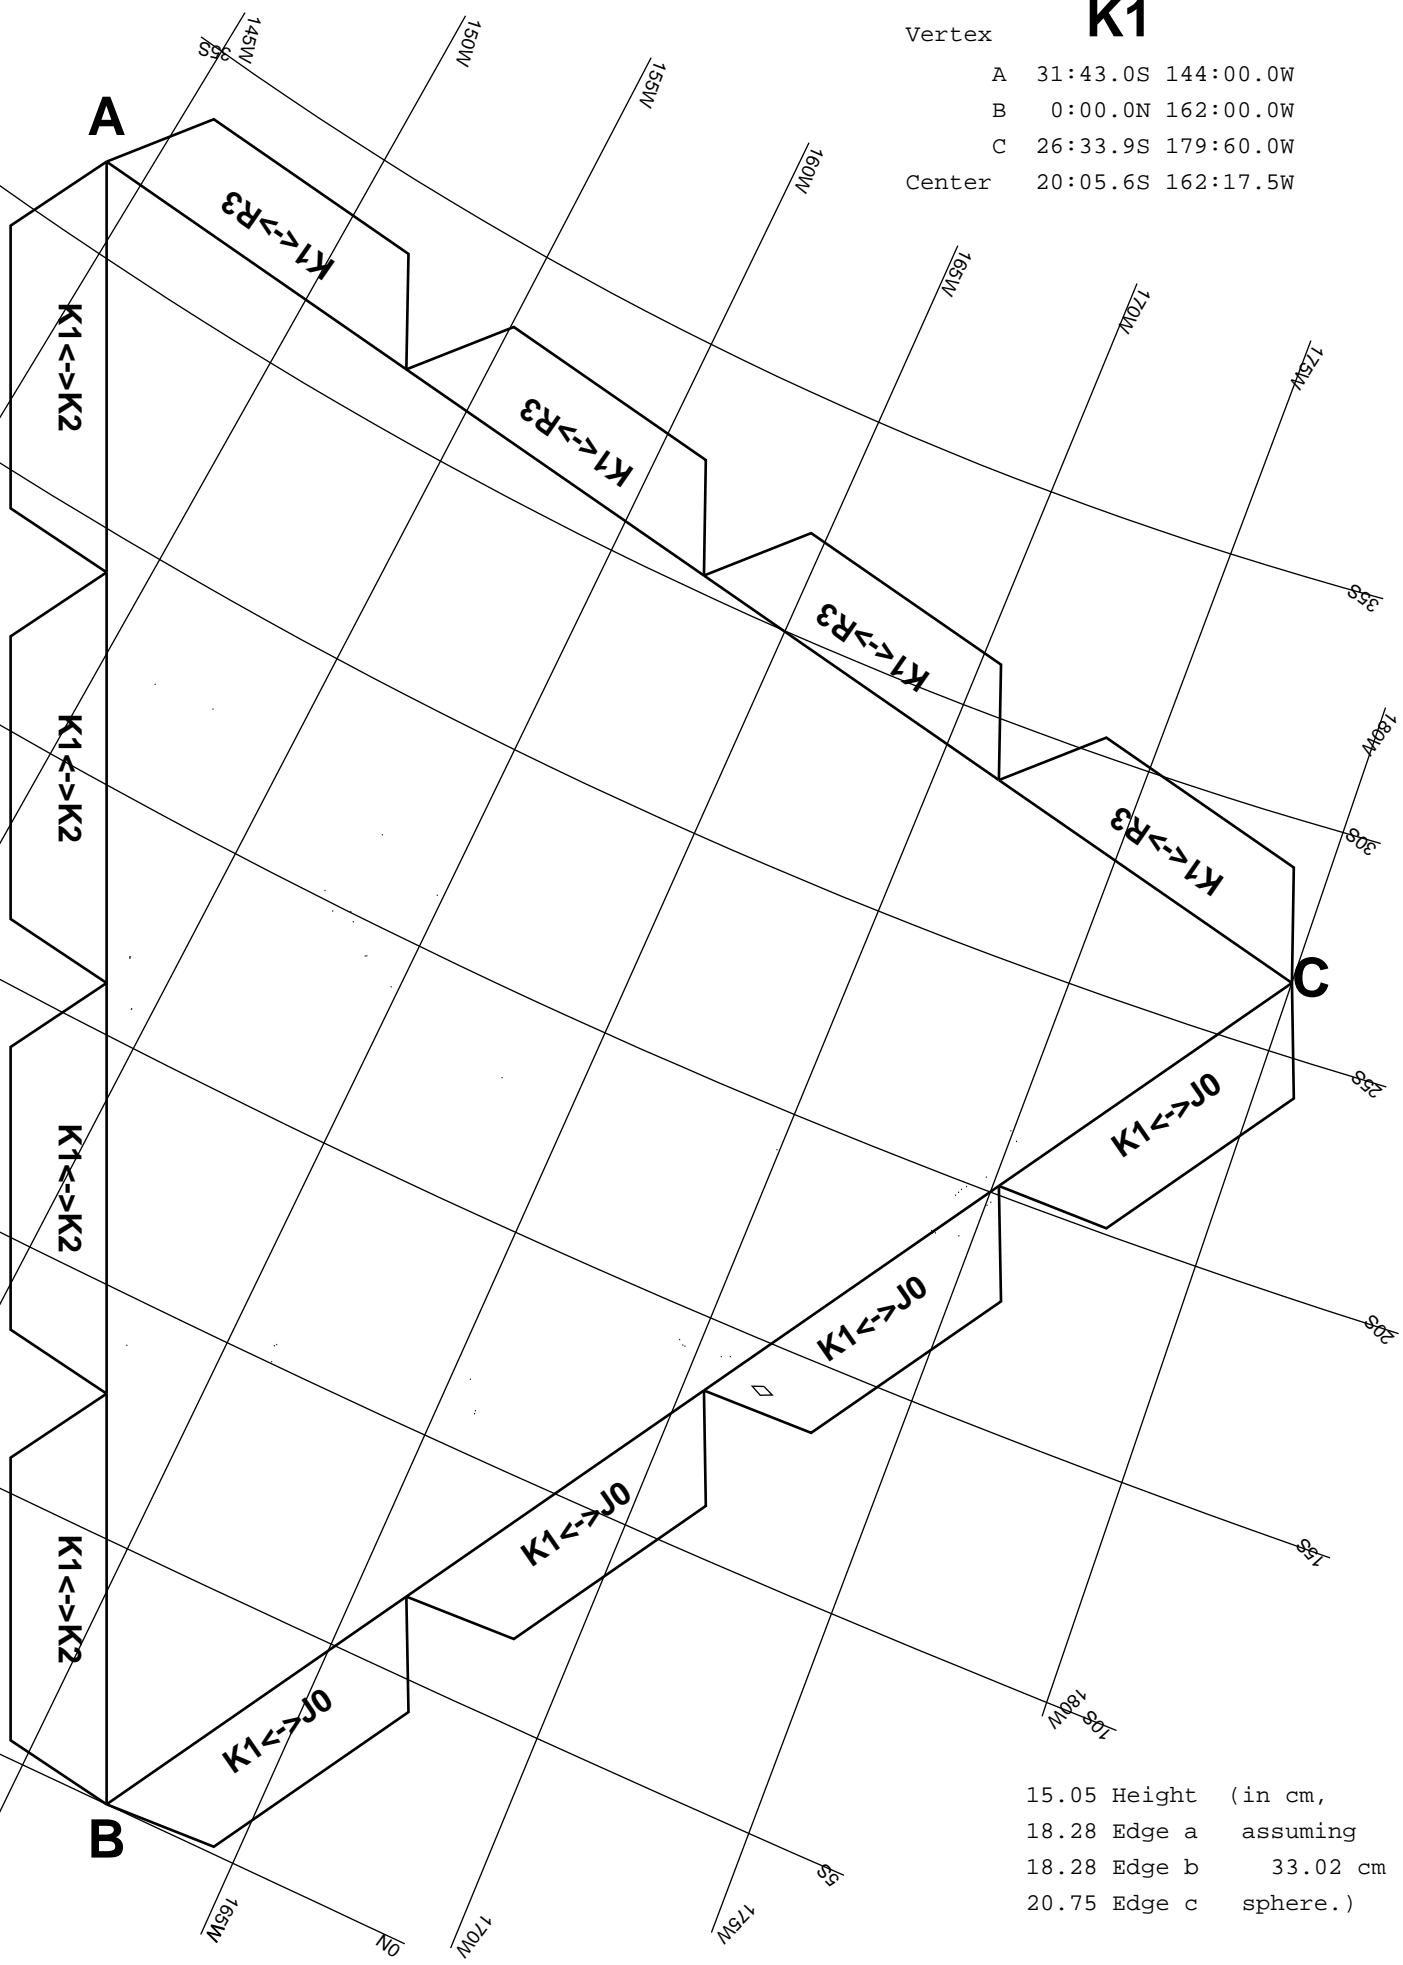 K1
Vertex
A 31:43.0S 144:00.0W
B 0:00.0N 162:00.0W
C 26:33.9S 179:60.0W
Center 20:05.6S 162:17.5W
145W
150W
155W
160W
165W
170W
175W
180W
35S
A
K1<->R3
K1<->R3
K1<->R3
K1<->R3
K1<->K2
K1<->K2
K1<->K2
K1<->K2
35S
30S
C
25S
20S
15S
10S
180W
K1<->J0
K1<->J0
K1<->J0
K1<->J0
B
165W
0N
170W
175W
5S
15.05 Height (in cm,
18.28 Edge a assuming
18.28 Edge b 33.02 cm
20.75 Edge c sphere.)